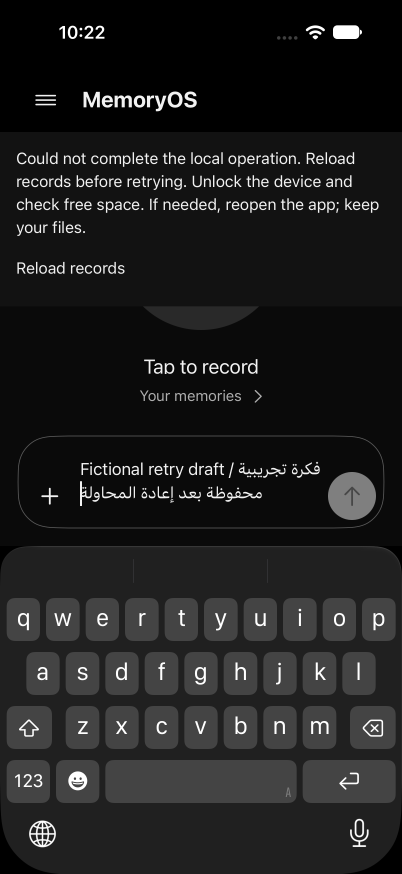 10:22
MemoryOS
Could not complete the local operation. Reload
records before retrying. Unlock the device and
check free space. If needed, reopen the app; keep
your files.
Reload records
Tap to record
Your memories
Fictional retry draft / فكرة تجريبية
محفوظة بعد إعادة المحاولة
q w e r t y u i o p
a s d f g h j k l
z x c v b n m
123